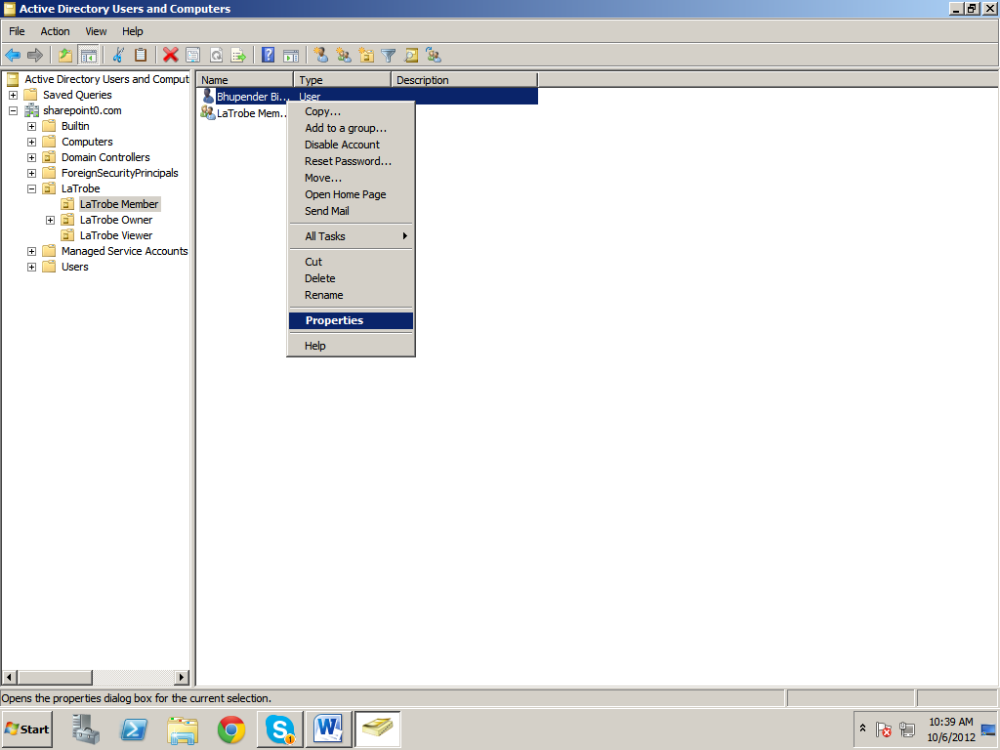 Active Directory Users and Computers
File Action View Help
Active Directory Users and Comput
Saved Queries
sharepoint0.com
Builtin
Computers
Domain Controllers
ForeignSecurityPrincipals
LaTrobe
LaTrobe Member
LaTrobe Owner
LaTrobe Viewer
Managed Service Accounts
Users
Name Type Description
Bhupender Bi... User
LaTrobe Mem...
Copy...
Add to a group...
Disable Account
Reset Password...
Move...
Open Home Page
Send Mail
All Tasks
Cut
Delete
Rename
Properties
Help
Opens the properties dialog box for the current selection.
Start
10:39 AM
10/6/2012